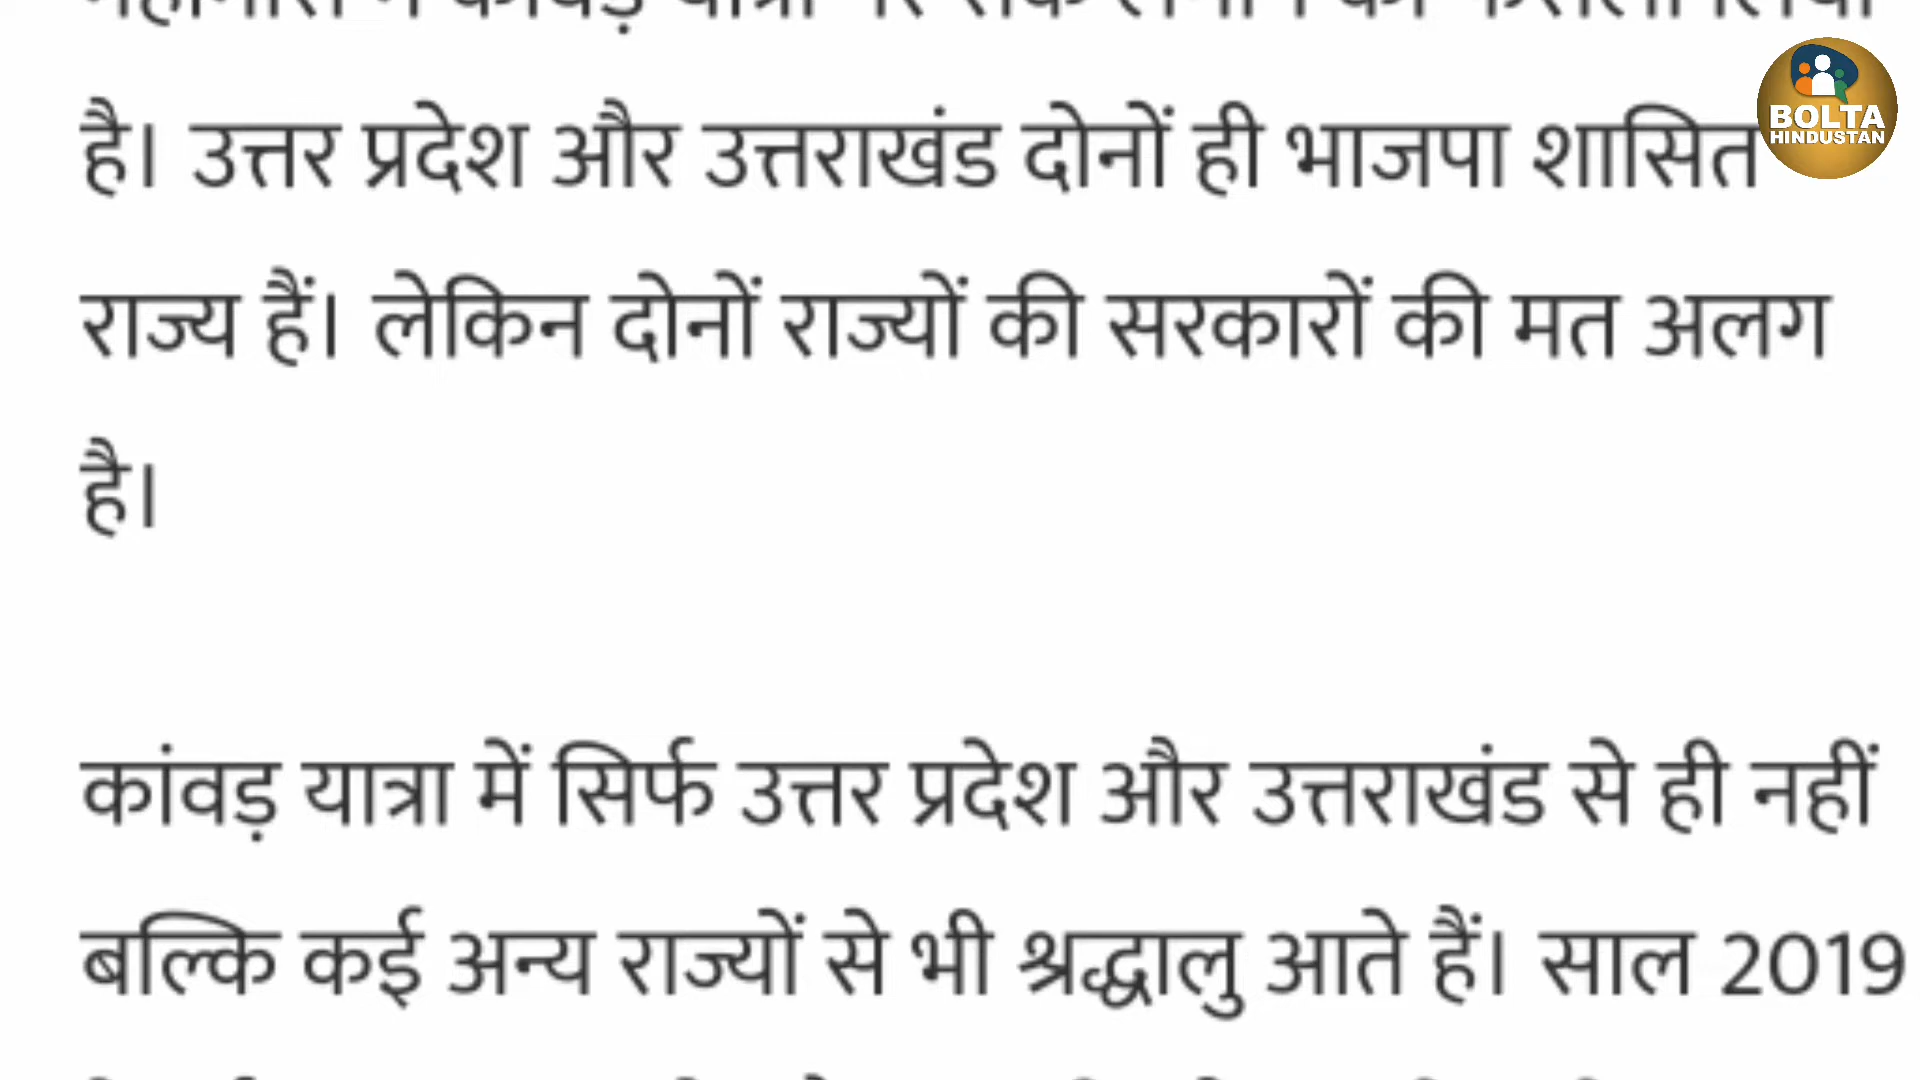 है। उत्तर प्रदेश और उत्तराखंड दोनों ही भाजपा शासित
BOLTA
HINDUSTAN
राज्य हैं। लेकिन दोनों राज्यों की सरकारों की मत अलग
है।
कांवड़ यात्रा में सिर्फ उत्तर प्रदेश और उत्तराखंड से ही नहीं
बल्कि कई अन्य राज्यों से भी श्रद्धालु आते हैं। साल 2019